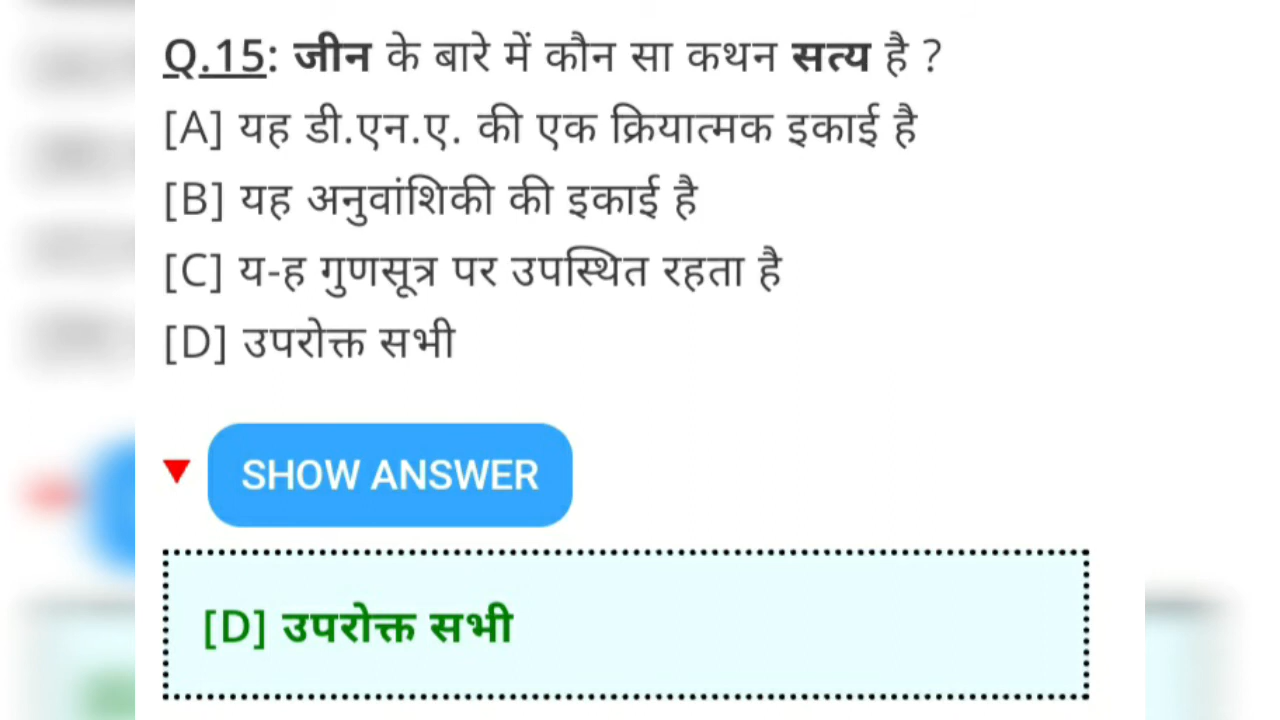 Q.15: जीन के बारे में कौन सा कथन सत्य है ?
[A] यह डी.एन.ए. की एक क्रियात्मक इकाई है
[B] यह अनुवांशिकी की इकाई है
[C] य-ह गुणसूत्र पर उपस्थित रहता है
[D] उपरोक्त सभी
SHOW ANSWER
[D] उपरोक्त सभी